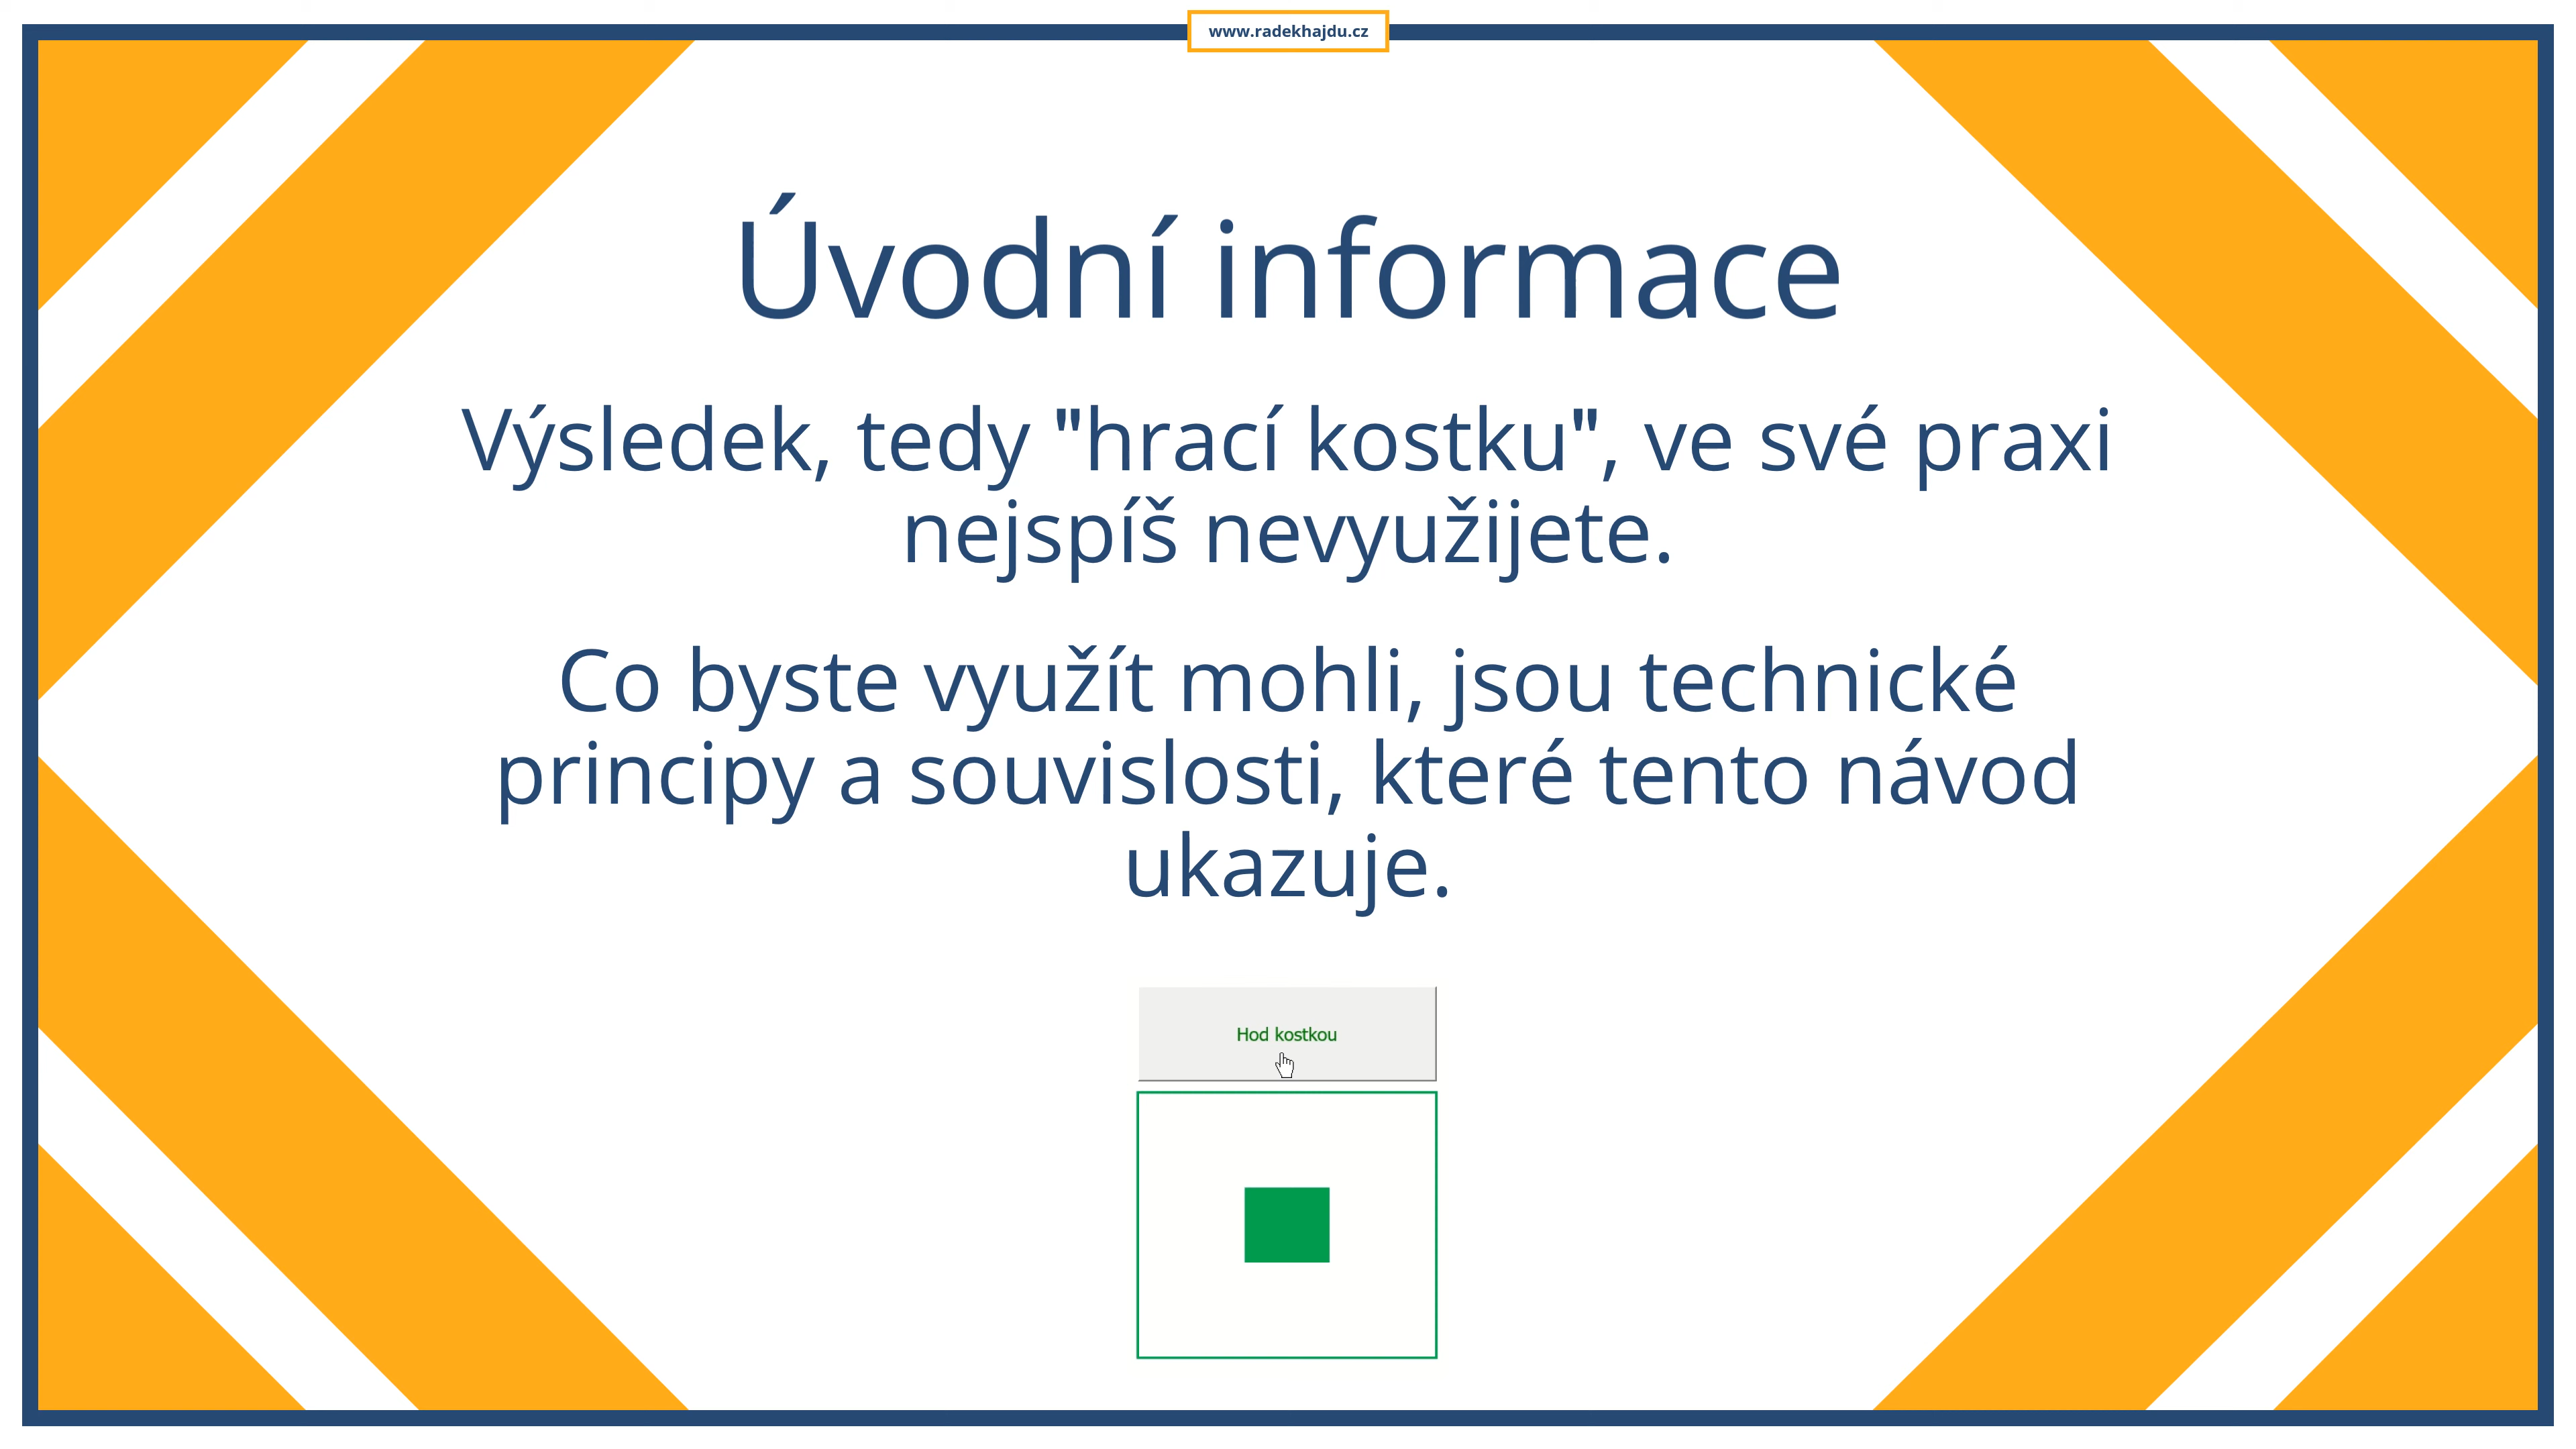 www.radekhajdu.cz
Úvodní informace
Výsledek, tedy "hrací kostku", ve své praxi
nejspíš nevyužijete.
Co byste využít mohli, jsou technické
principy a souvislosti, které tento návod
ukazuje.
Hod kostkou